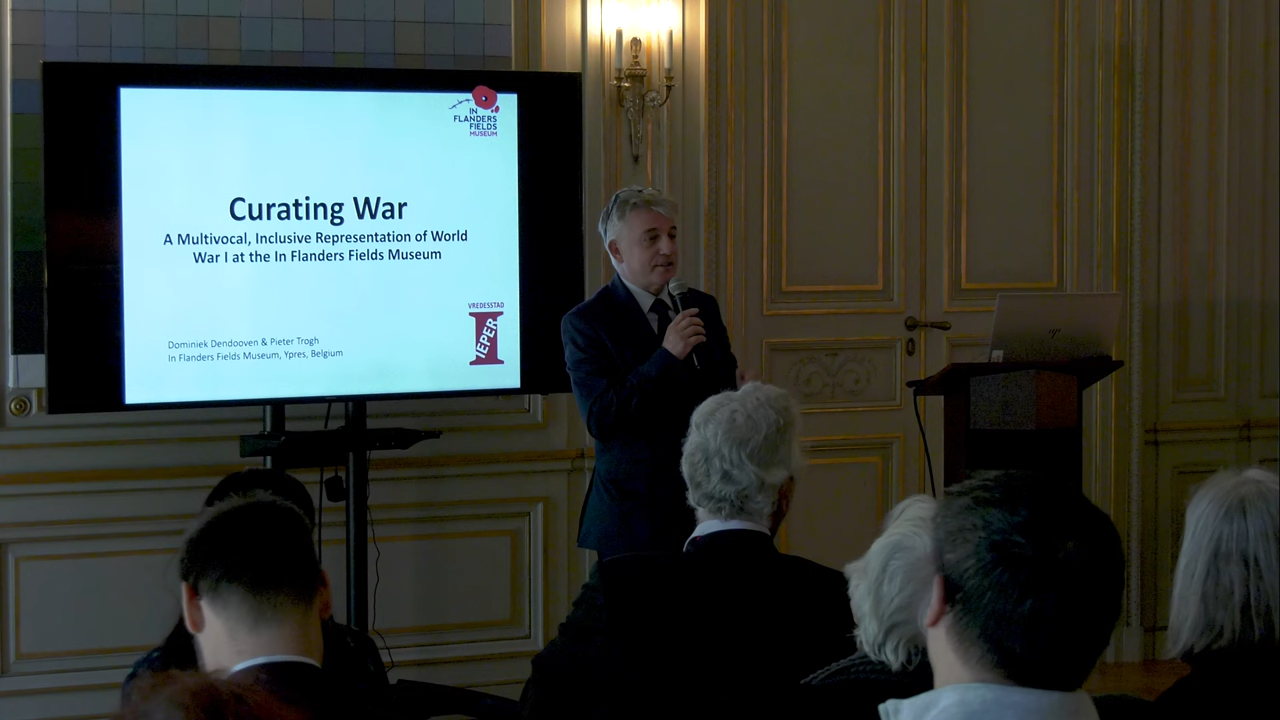 IN
FLANDERS
FIELDS
MUSEUM
Curating War
A Multivocal, Inclusive Representation of World
War I at the In Flanders Fields Museum
VREDESSTAD
IEPER
Dominiek Dendooven & Pieter Trogh
In Flanders Fields Museum, Ypres, Belgium
hp